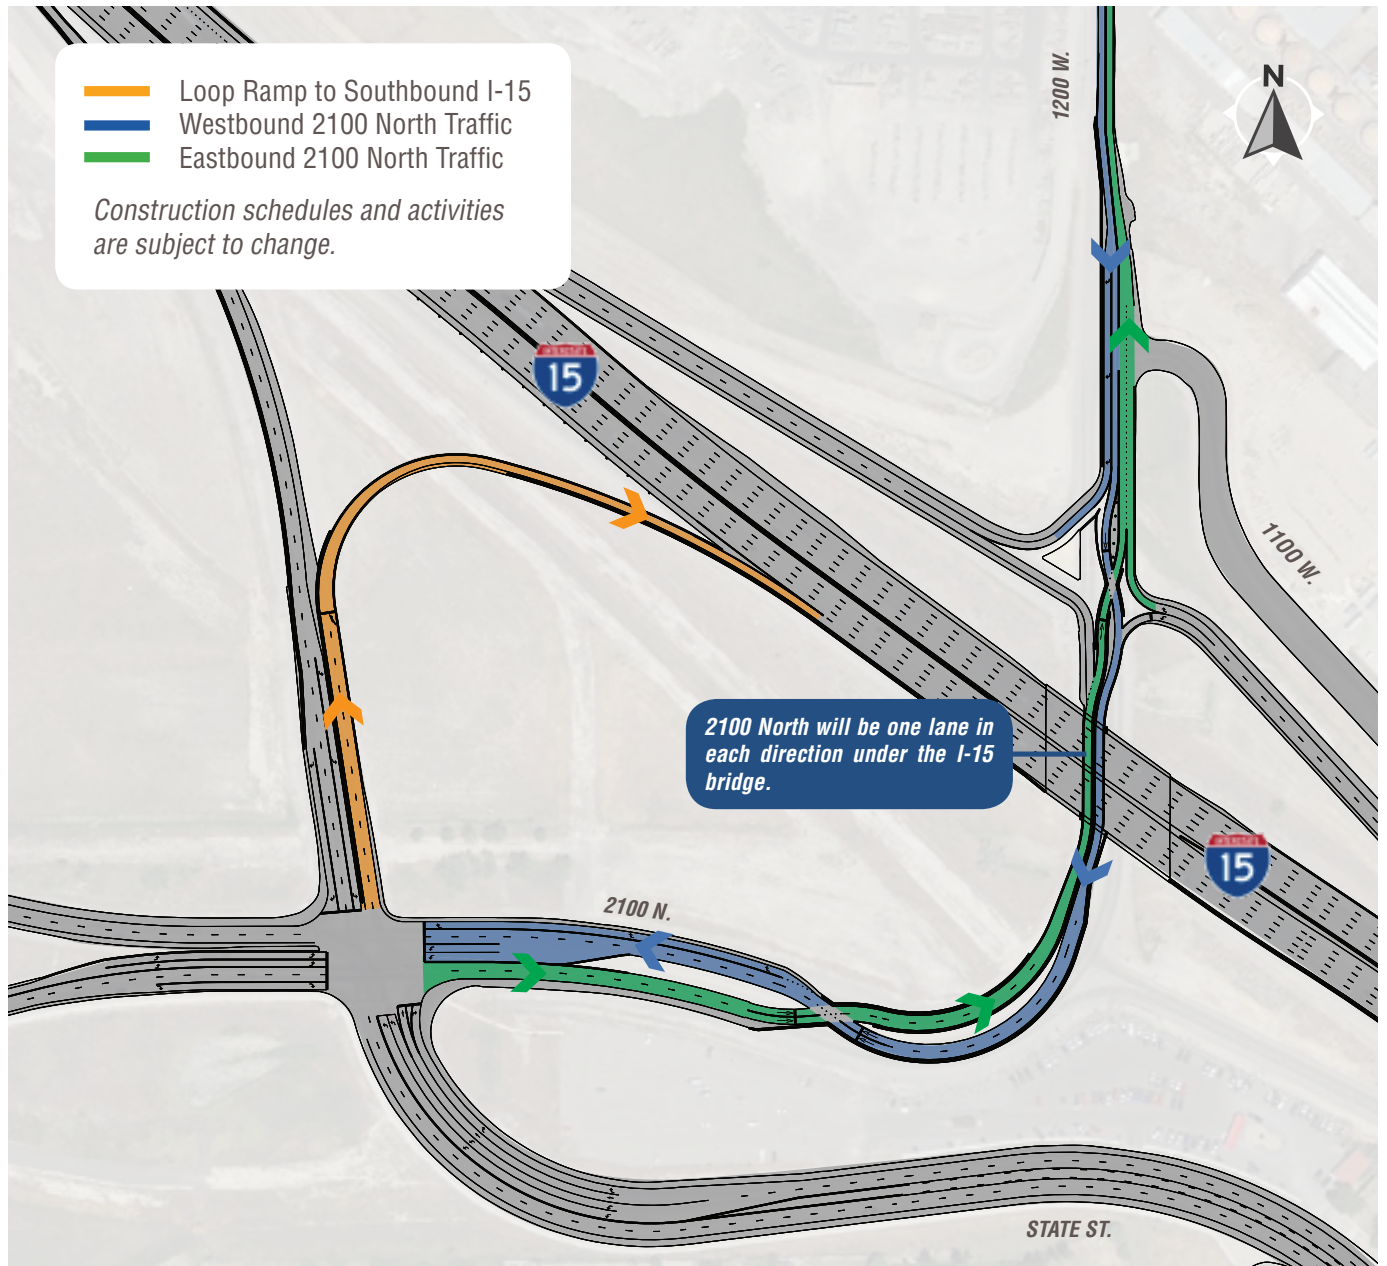 Loop Ramp to Southbound I-15
Westbound 2100 North Traffic
Eastbound 2100 North Traffic
Construction schedules and activities
are subject to change.
1200 W.
N
INTERSTATE
15
1100 W.
2100 North will be one lane in
each direction under the I-15
bridge.
INTERSTATE
15
2100 N.
STATE ST.